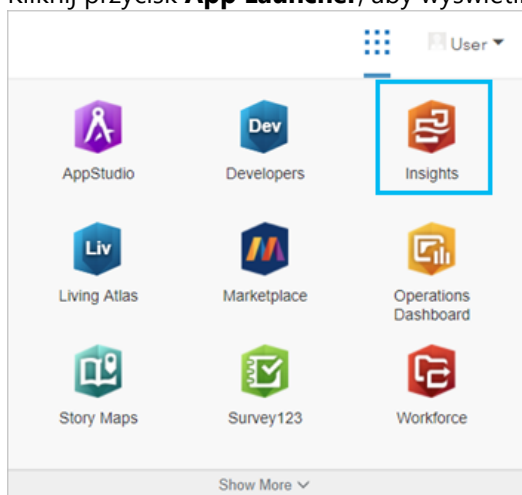 Kliknij przycisk App Launcher, aby wyświetli
User
AppStudio
Dev
Developers
Insights
Liv
Living Atlas
Marketplace
Operations
Dashboard
Story Maps
Survey123
Workforce
Show More